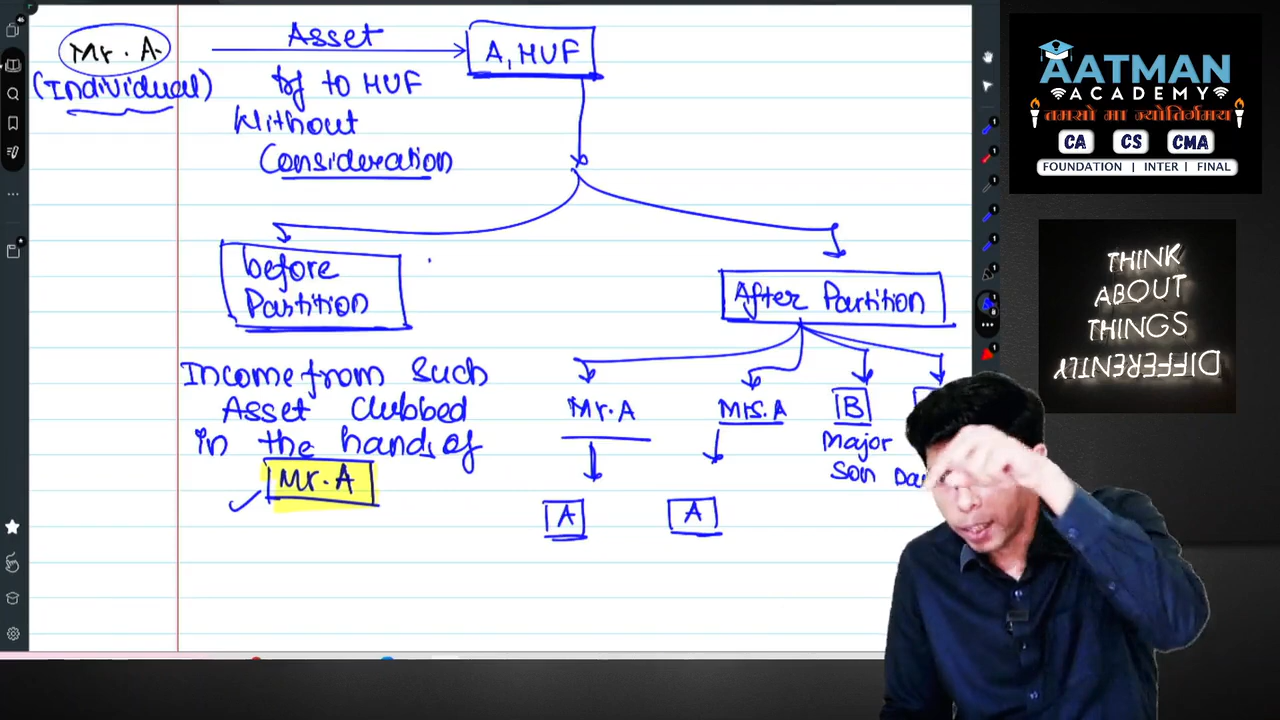 Mr. A
(Individual)
Asset
A, HUF
trf to HUF
Without
Consideration
before
Partition
After Partition
Income from Such
Asset Clubbed
in the hands of
Mr. A
Mr. A
Mrs. A
B
Major
Son
A
A
AATMAN
ACADEMY
तमसो मा ज्योतिर्गमय
CA CS CMA
FOUNDATION | INTER | FINAL
THINK
ABOUT
THINGS
DIFFERENTLY